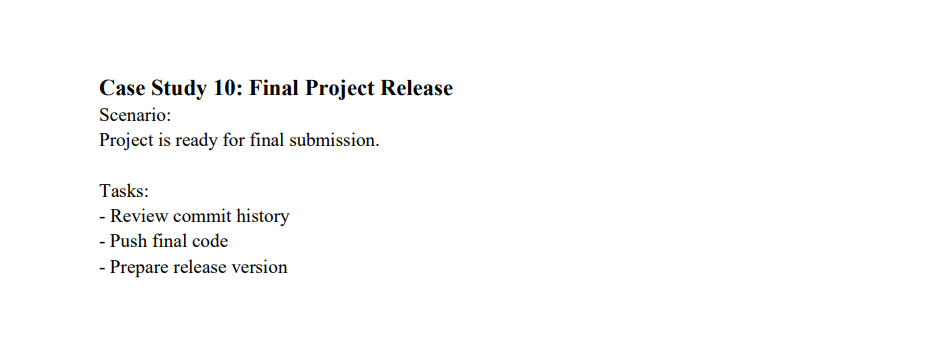 Case Study 10: Final Project Release
Scenario:
Project is ready for final submission.
Tasks:
- Review commit history
- Push final code
- Prepare release version